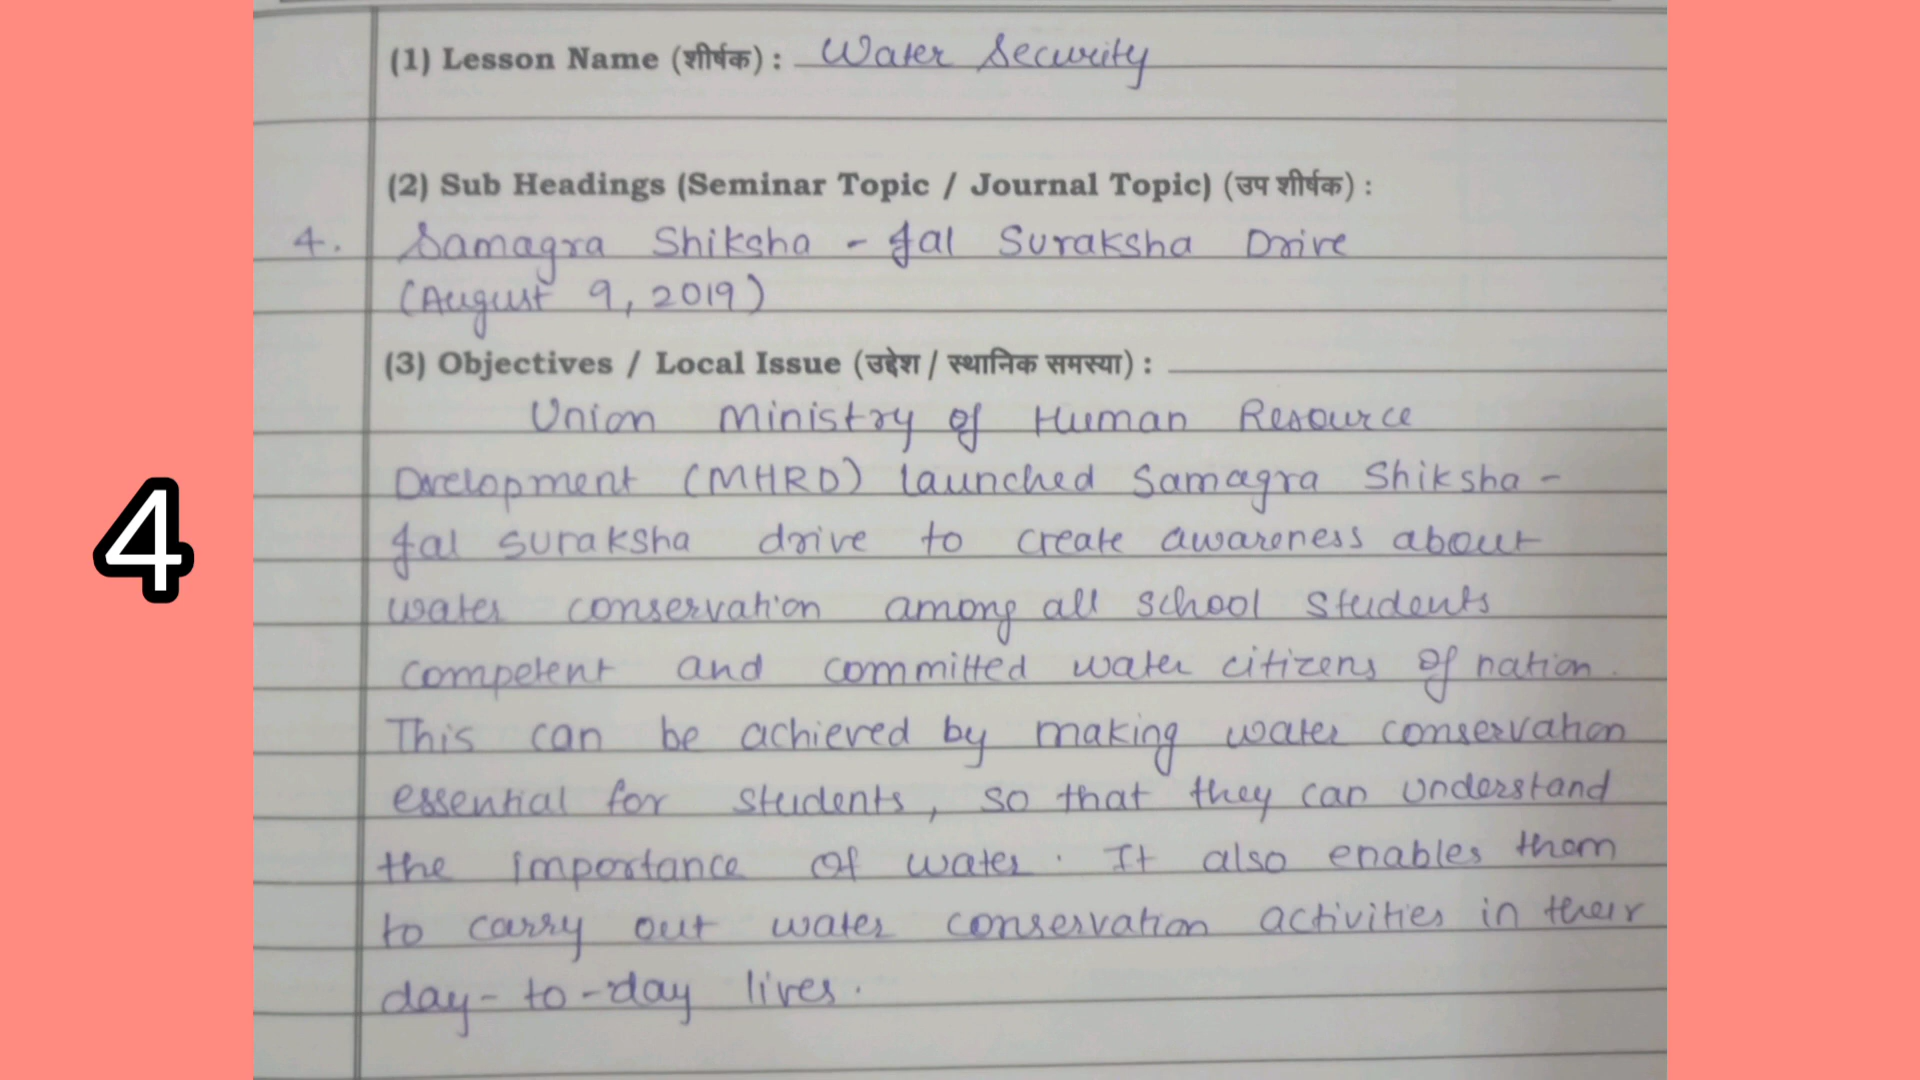 (1) Lesson Name (शीर्षक) : Water Security
(2) Sub Headings (Seminar Topic / Journal Topic) (उप शीर्षक) :
4. Samagra Shiksha - Jal Suraksha Drive
(August 9, 2019)
(3) Objectives / Local Issue (उद्देश / स्थानिक समस्या) :
Union Ministry of Human Resource
Development (MHRD) launched Samagra Shiksha -
Jal suraksha drive to create awareness about
4
water conservation among all school students
competent and committed water citizens of nation.
This can be achieved by making water conservation
essential for students, so that they can understand
the importance of water. It also enables them
to carry out water conservation activities in their
day-to-day lives.